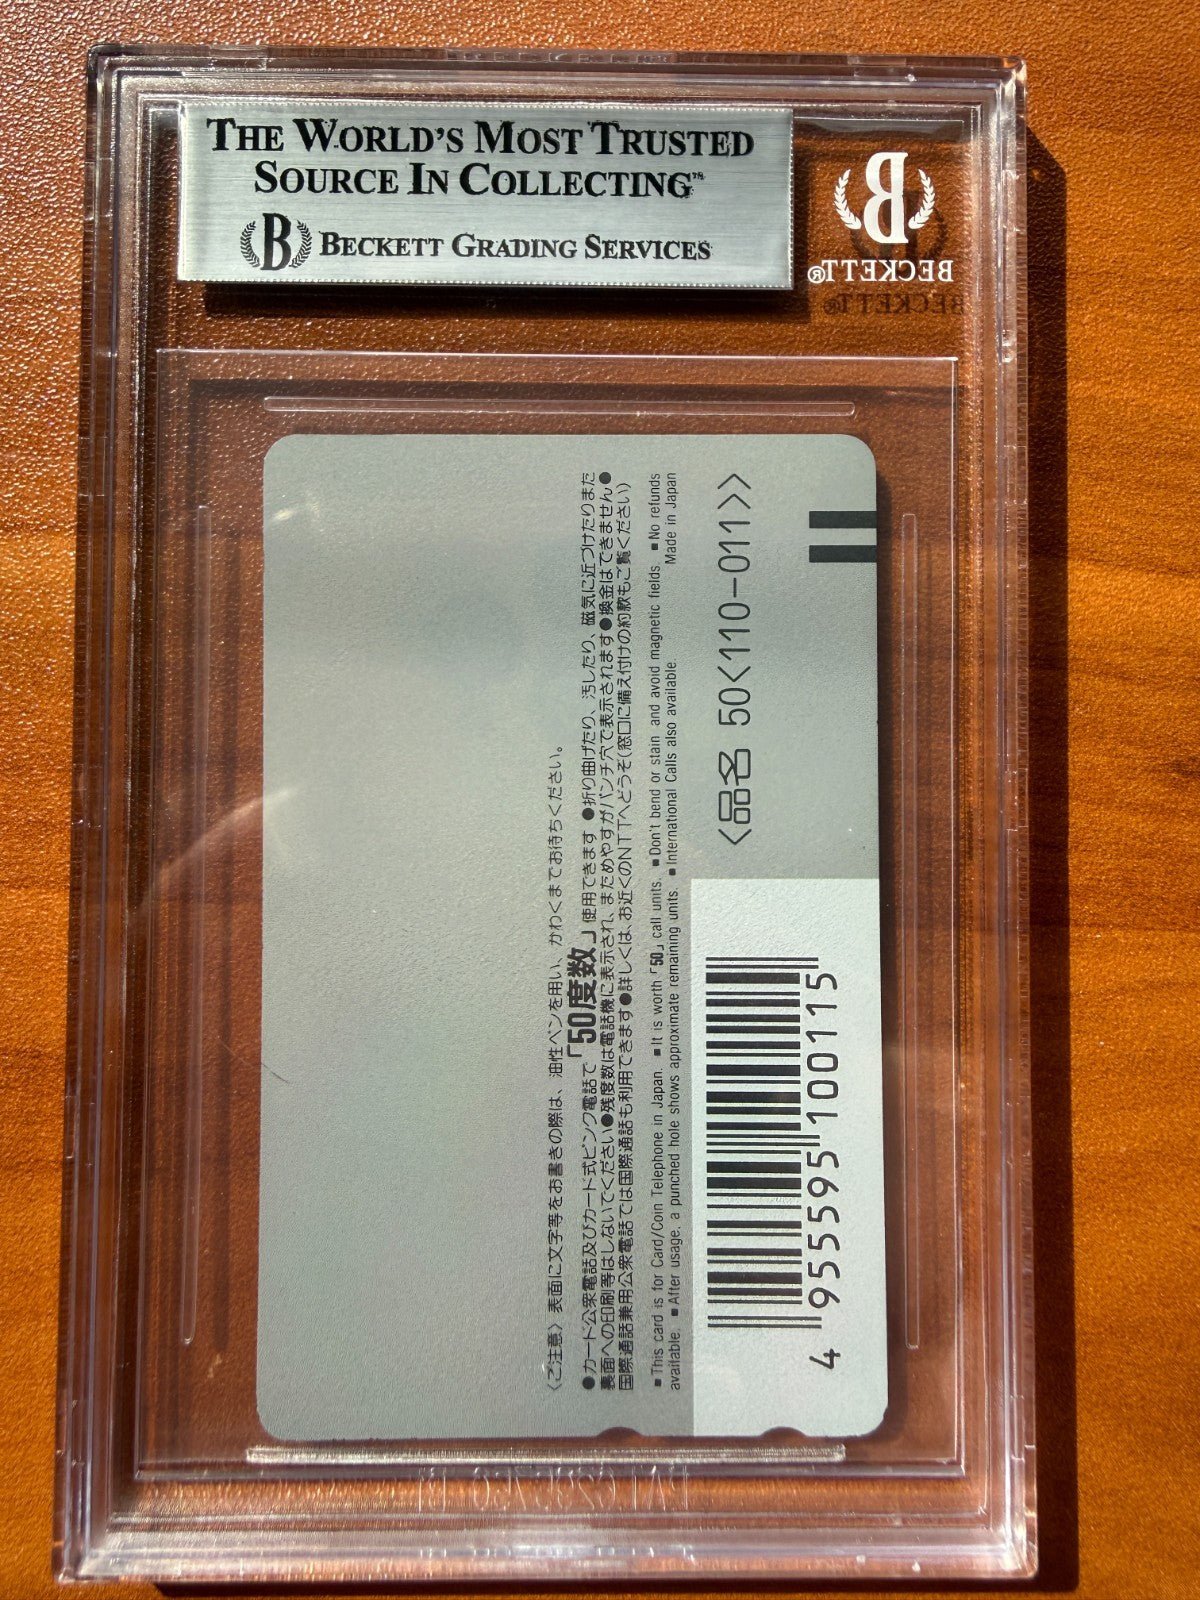 THE WORLD'S MOST TRUSTED
SOURCE IN COLLECTING™
B BECKETT GRADING SERVICES
B
BECKETT®
〈ご注意〉表面に文字等をお書きの際は、油性ペンを用い、かわくまでお待ちください。
●カード公衆電話及びカード式ピンク電話で「50度数」使用できます ●折り曲げたり、汚したり、磁気に近づけたりまた
裏面への印刷等はしないでください●残度数は電話機に表示され、まためやすがパンチ穴で表示されます●換金はできません●
国際通話兼用公衆電話では国際通話も利用できます●詳しくは、お近くのNTTへどうぞ(窓口に備え付けの約款もご覧ください)
■This card is for Card/Coin Telephone in Japan. ■It is worth「50」call units. ■Don't bend or stain and avoid magnetic fields. ■No refunds
available. ■After usage, a punched hole shows approximate remaining units. ■International Calls also available. Made in Japan
〈品名 50〈110-011〉〉
4 955595 100115